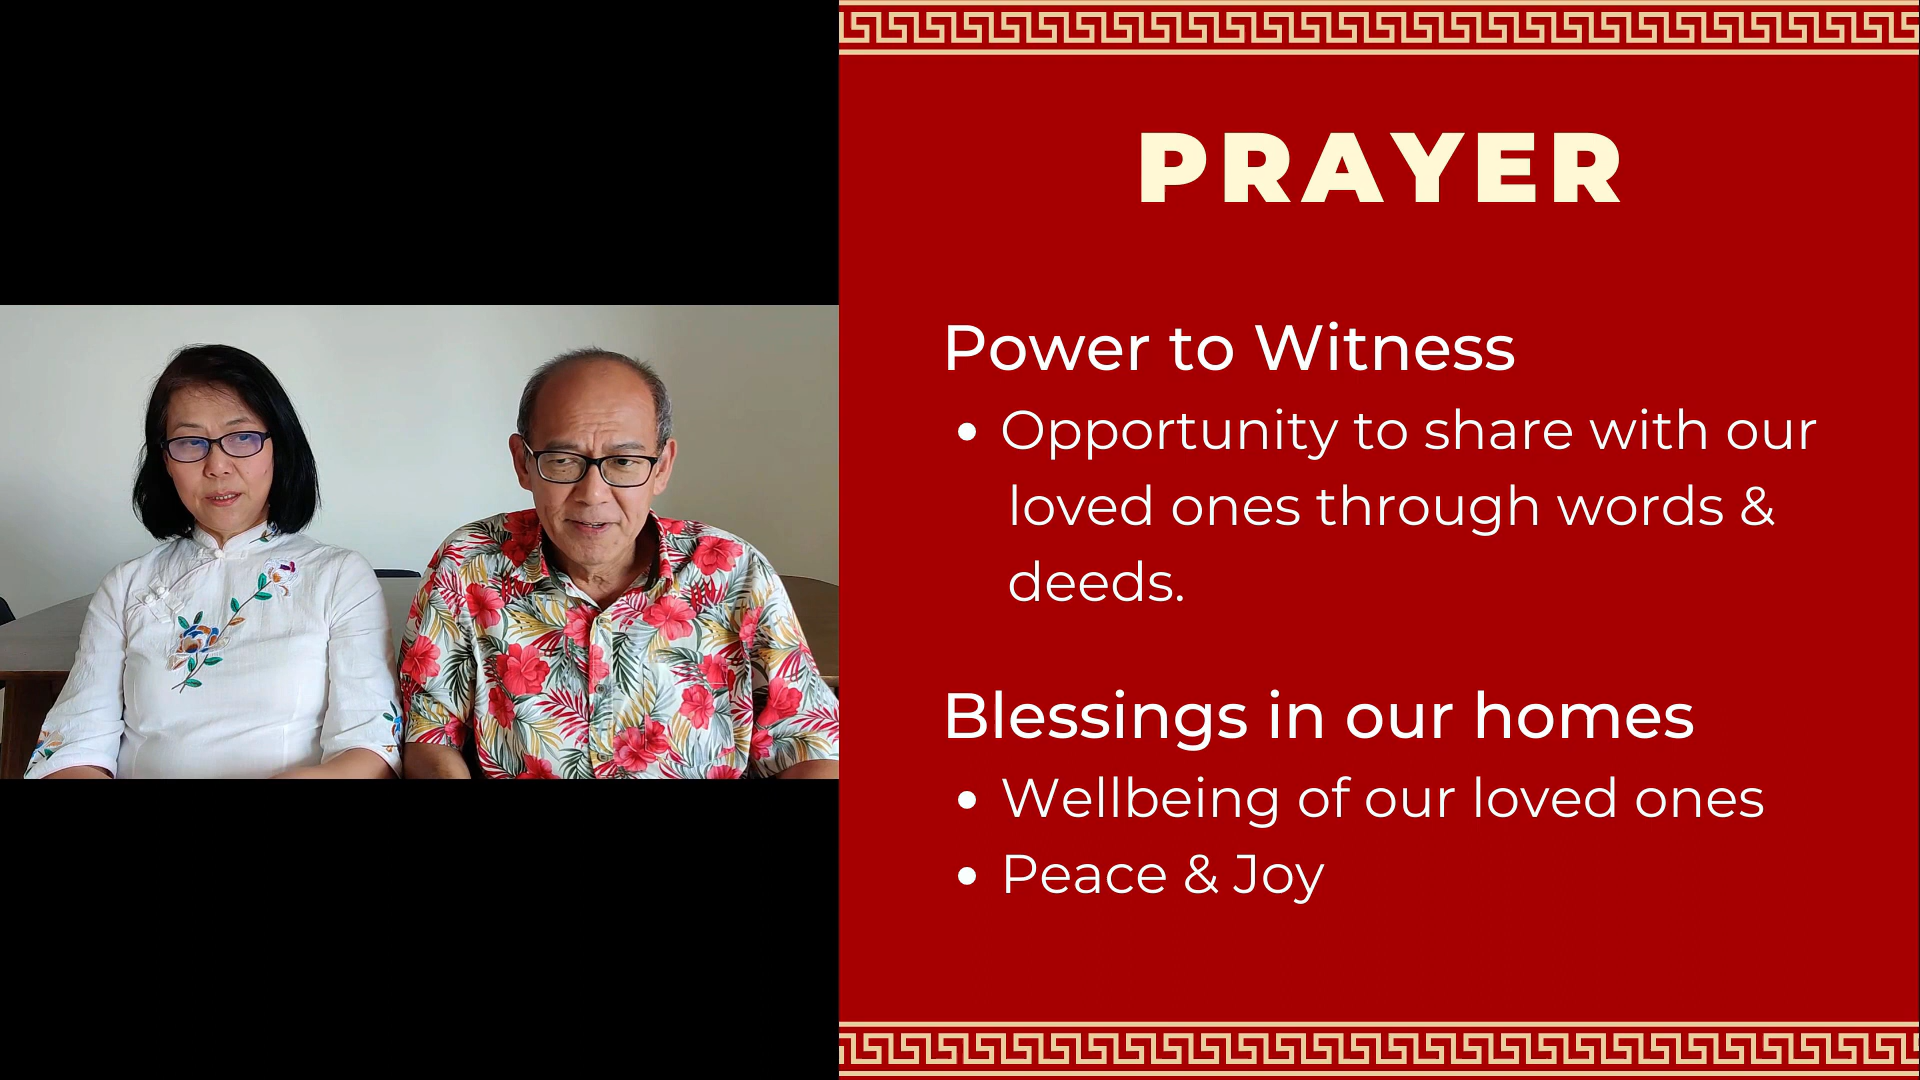 PRAYER
Power to Witness
• Opportunity to share with our
loved ones through words &
deeds.
Blessings in our homes
• Wellbeing of our loved ones
• Peace & Joy